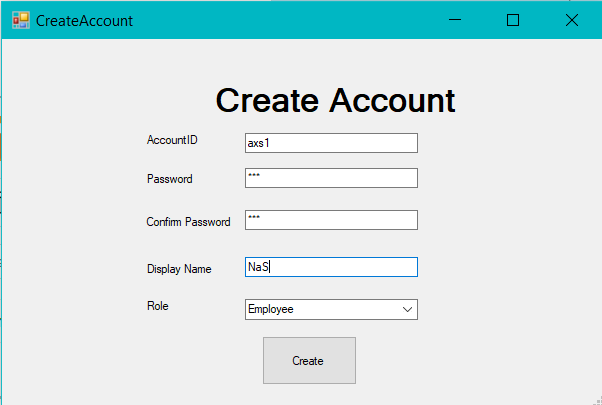 CreateAccount
Create Account
AccountID axs1
Password ***
Confirm Password ***
Display Name NaS
Role Employee
Create